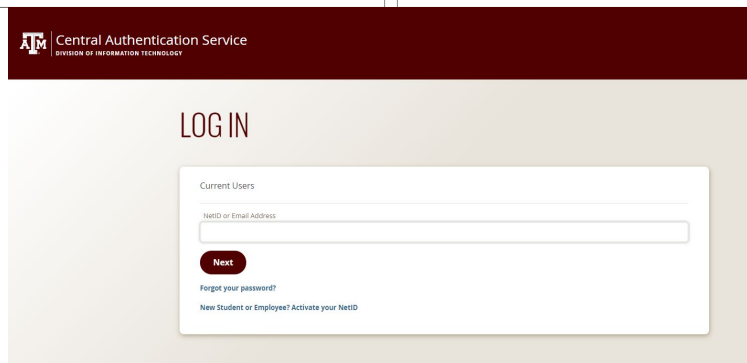 ĀTM Central Authentication Service
DIVISION OF INFORMATION TECHNOLOGY
LOG IN
Current Users
NetID or Email Address
Next
Forgot your password?
New Student or Employee? Activate your NetID